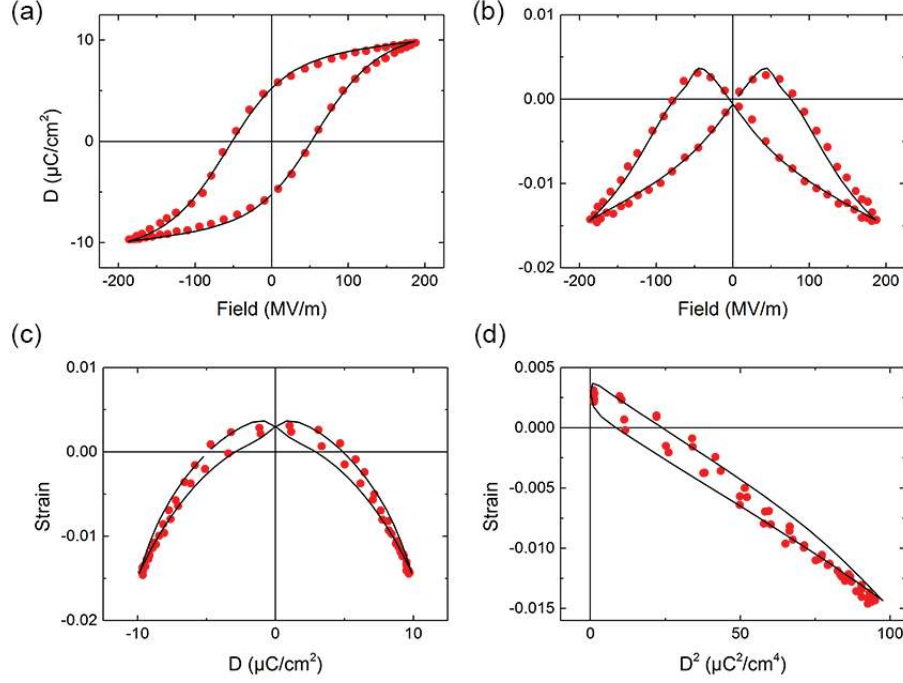 (a)
(b)
10
0
-10
D (μC/cm²)
-200
-100
0
100
200
Field (MV/m)
0.01
0.00
-0.01
-0.02
-200
-100
0
100
200
Field (MV/m)
(c)
(d)
0.01
0.00
-0.01
-0.02
Strain
-10
0
10
D (μC/cm²)
0.005
0.000
-0.005
-0.010
-0.015
Strain
0
50
100
D² (μC²/cm⁴)